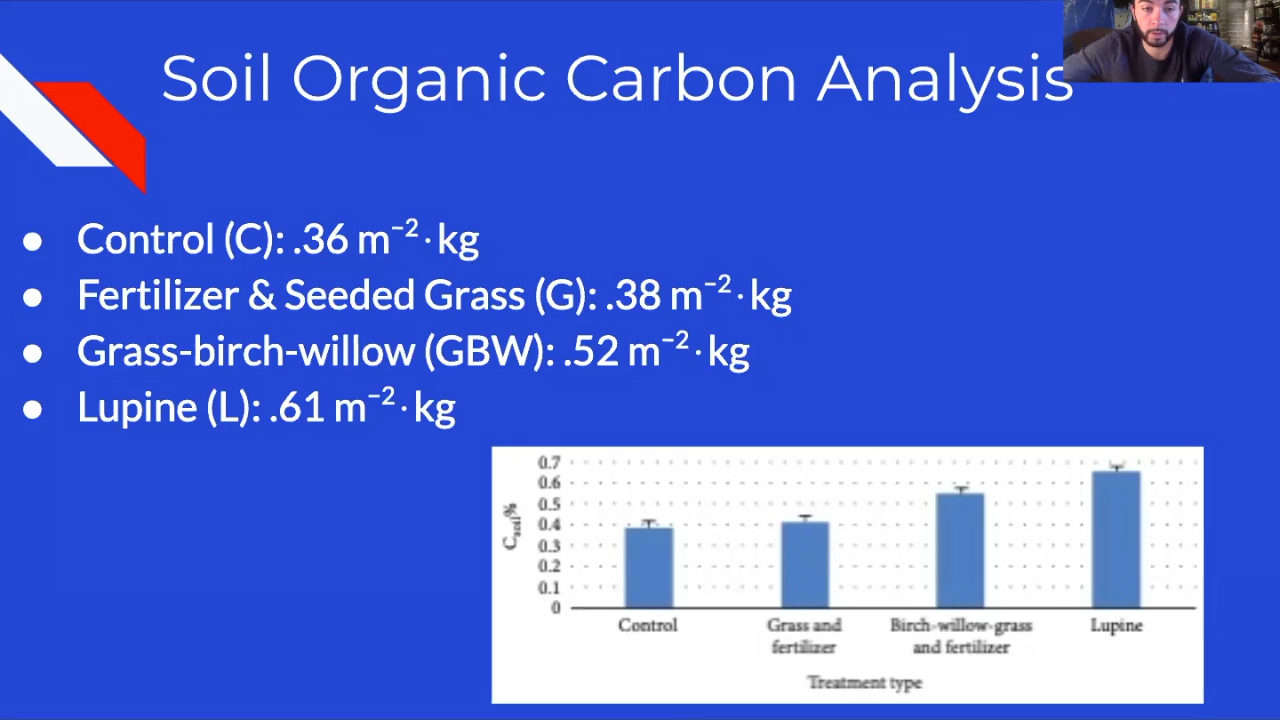 Soil Organic Carbon Analysis
● Control (C): .36 m⁻²·kg
● Fertilizer & Seeded Grass (G): .38 m⁻²·kg
● Grass-birch-willow (GBW): .52 m⁻²·kg
● Lupine (L): .61 m⁻²·kg
0.7
0.6
0.5
0.4
0.3
0.2
0.1
0
C soil%
Control
Grass and
fertilizer
Birch-willow-grass
and fertilizer
Lupine
Treatment type